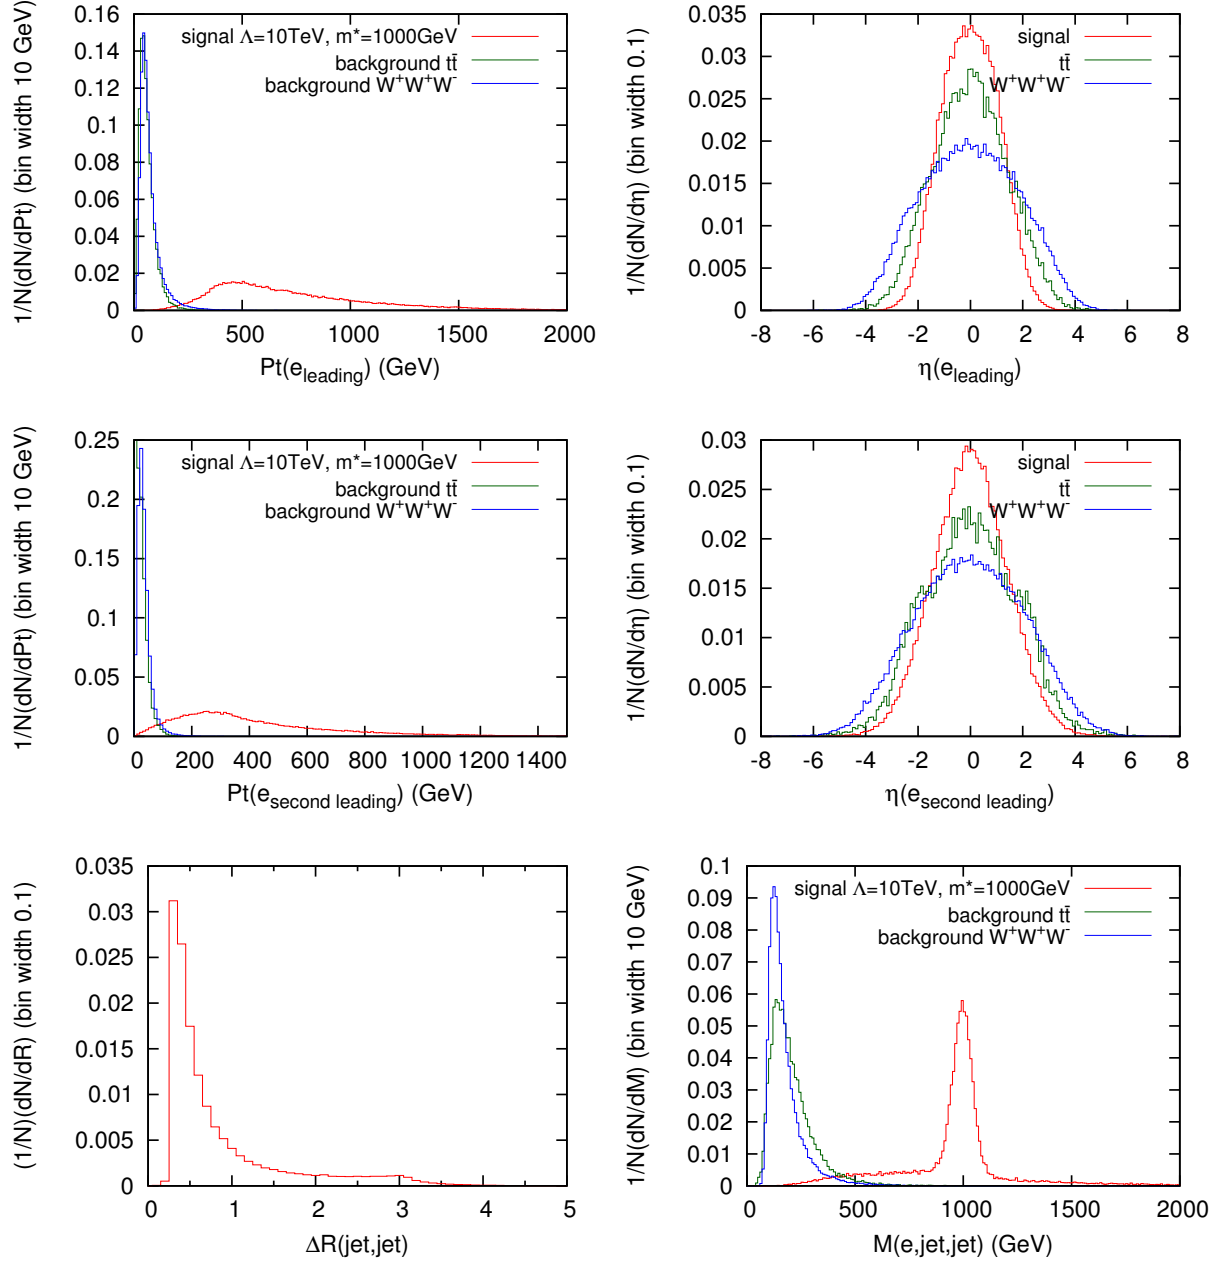 1/N(dN/dPt) (bin width 10 GeV)
0.16
0.14
0.12
0.1
0.08
0.06
0.04
0.02
0
signal Λ=10TeV, m*=1000GeV
background tt̄
background W⁺W⁺W⁻
0 500 1000 1500 2000
Pt(e_leading) (GeV)
1/N(dN/dη) (bin width 0.1)
0.035
0.03
0.025
0.02
0.015
0.01
0.005
0
signal
tt̄
W⁺W⁺W⁻
-8 -6 -4 -2 0 2 4 6 8
η(e_leading)
1/N(dN/dPt) (bin width 10 GeV)
0.25
0.2
0.15
0.1
0.05
0
signal Λ=10TeV, m*=1000GeV
background tt̄
background W⁺W⁺W⁻
0 200 400 600 800 1000 1200 1400
Pt(e_second leading) (GeV)
1/N(dN/dη) (bin width 0.1)
0.03
0.025
0.02
0.015
0.01
0.005
0
signal
tt̄
W⁺W⁺W⁻
-8 -6 -4 -2 0 2 4 6 8
η(e_second leading)
(1/N)(dN/dR) (bin width 0.1)
0.035
0.03
0.025
0.02
0.015
0.01
0.005
0
0 1 2 3 4 5
ΔR(jet,jet)
1/N(dN/dM) (bin width 10 GeV)
0.1
0.09
0.08
0.07
0.06
0.05
0.04
0.03
0.02
0.01
0
signal Λ=10TeV, m*=1000GeV
background tt̄
background W⁺W⁺W⁻
0 500 1000 1500 2000
M(e,jet,jet) (GeV)